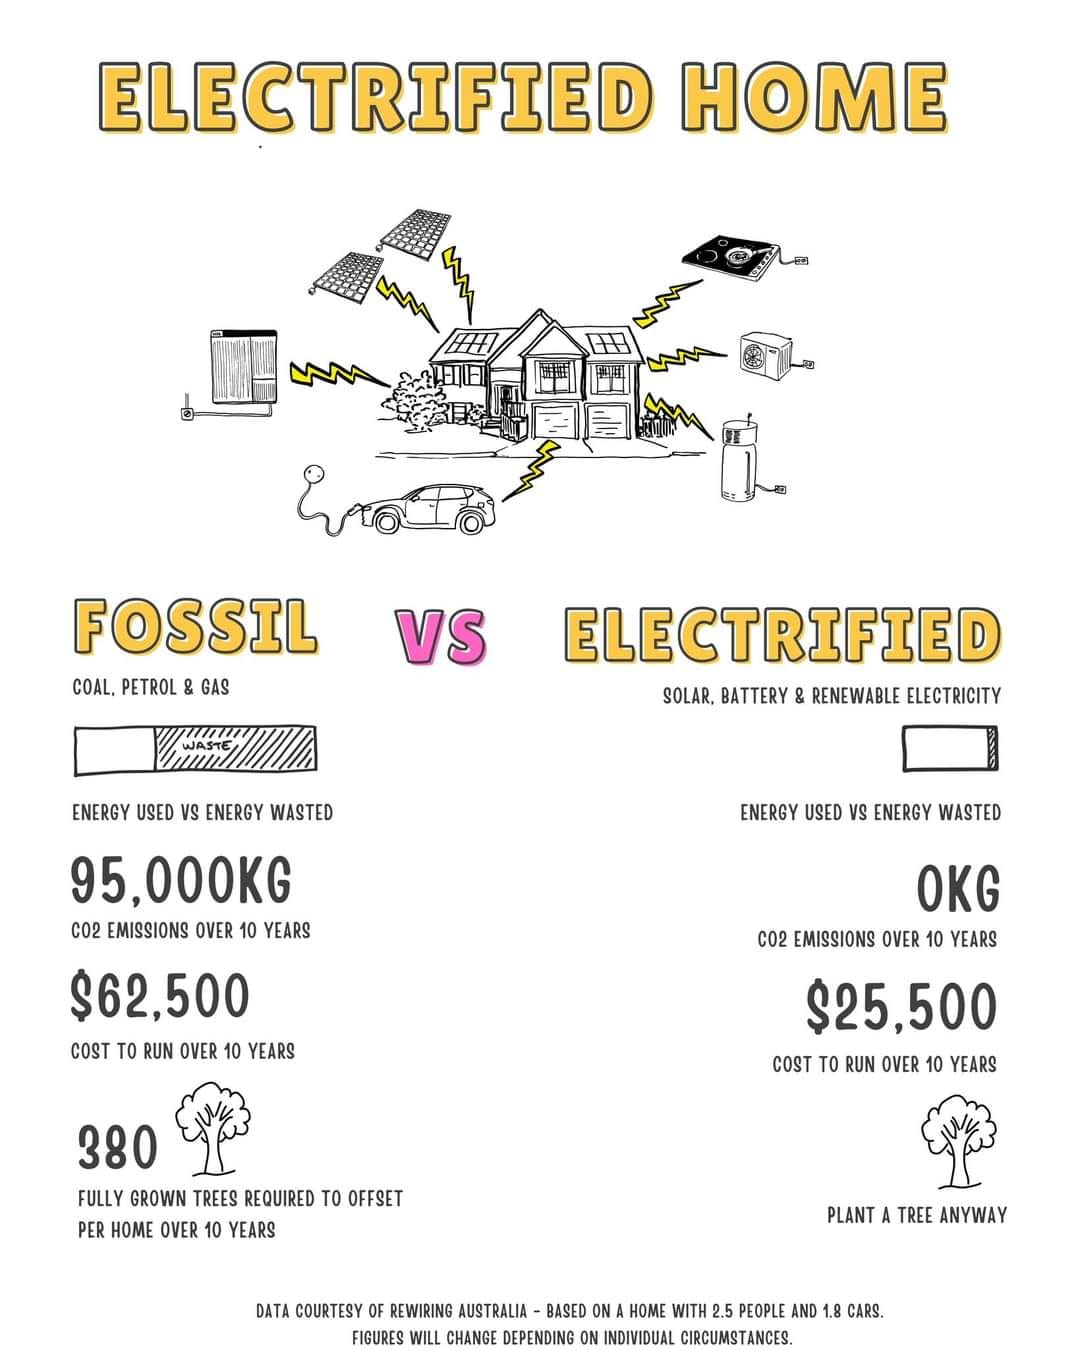 ELECTRIFIED HOME
FOSSIL VS ELECTRIFIED
COAL, PETROL & GAS
SOLAR, BATTERY & RENEWABLE ELECTRICITY
WASTE
ENERGY USED VS ENERGY WASTED
ENERGY USED VS ENERGY WASTED
95,000KG
CO2 EMISSIONS OVER 10 YEARS
0KG
CO2 EMISSIONS OVER 10 YEARS
$62,500
COST TO RUN OVER 10 YEARS
$25,500
COST TO RUN OVER 10 YEARS
380
FULLY GROWN TREES REQUIRED TO OFFSET
PER HOME OVER 10 YEARS
PLANT A TREE ANYWAY
DATA COURTESY OF REWIRING AUSTRALIA - BASED ON A HOME WITH 2.5 PEOPLE AND 1.8 CARS.
FIGURES WILL CHANGE DEPENDING ON INDIVIDUAL CIRCUMSTANCES.